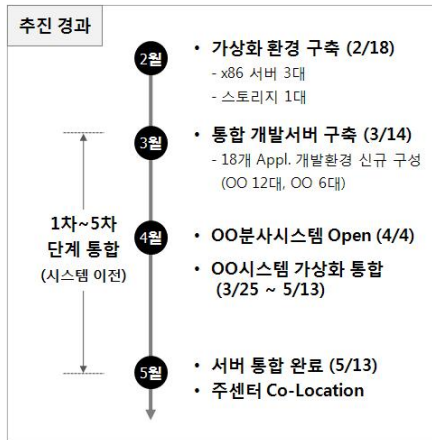 추진 경과
2월
• 가상화 환경 구축 (2/18)
- x86 서버 3대
- 스토리지 1대
3월
• 통합 개발서버 구축 (3/14)
- 18개 Appl. 개발환경 신규 구성
(OO 12대, OO 6대)
1차~5차
단계 통합
(시스템 이전)
4월
• OO분사시스템 Open (4/4)
• OO시스템 가상화 통합
(3/25 ~ 5/13)
5월
• 서버 통합 완료 (5/13)
• 주센터 Co-Location